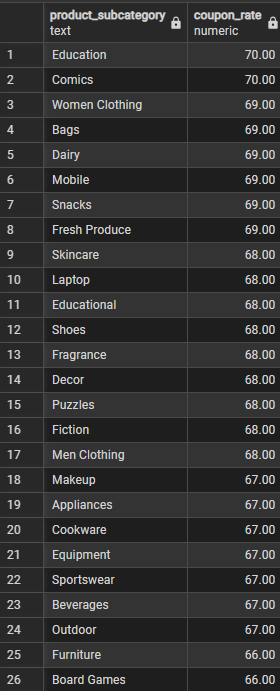 product_subcategory coupon_rate
text numeric
1 Education 70.00
2 Comics 70.00
3 Women Clothing 69.00
4 Bags 69.00
5 Dairy 69.00
6 Mobile 69.00
7 Snacks 69.00
8 Fresh Produce 69.00
9 Skincare 68.00
10 Laptop 68.00
11 Educational 68.00
12 Shoes 68.00
13 Fragrance 68.00
14 Decor 68.00
15 Puzzles 68.00
16 Fiction 68.00
17 Men Clothing 68.00
18 Makeup 67.00
19 Appliances 67.00
20 Cookware 67.00
21 Equipment 67.00
22 Sportswear 67.00
23 Beverages 67.00
24 Outdoor 67.00
25 Furniture 66.00
26 Board Games 66.00